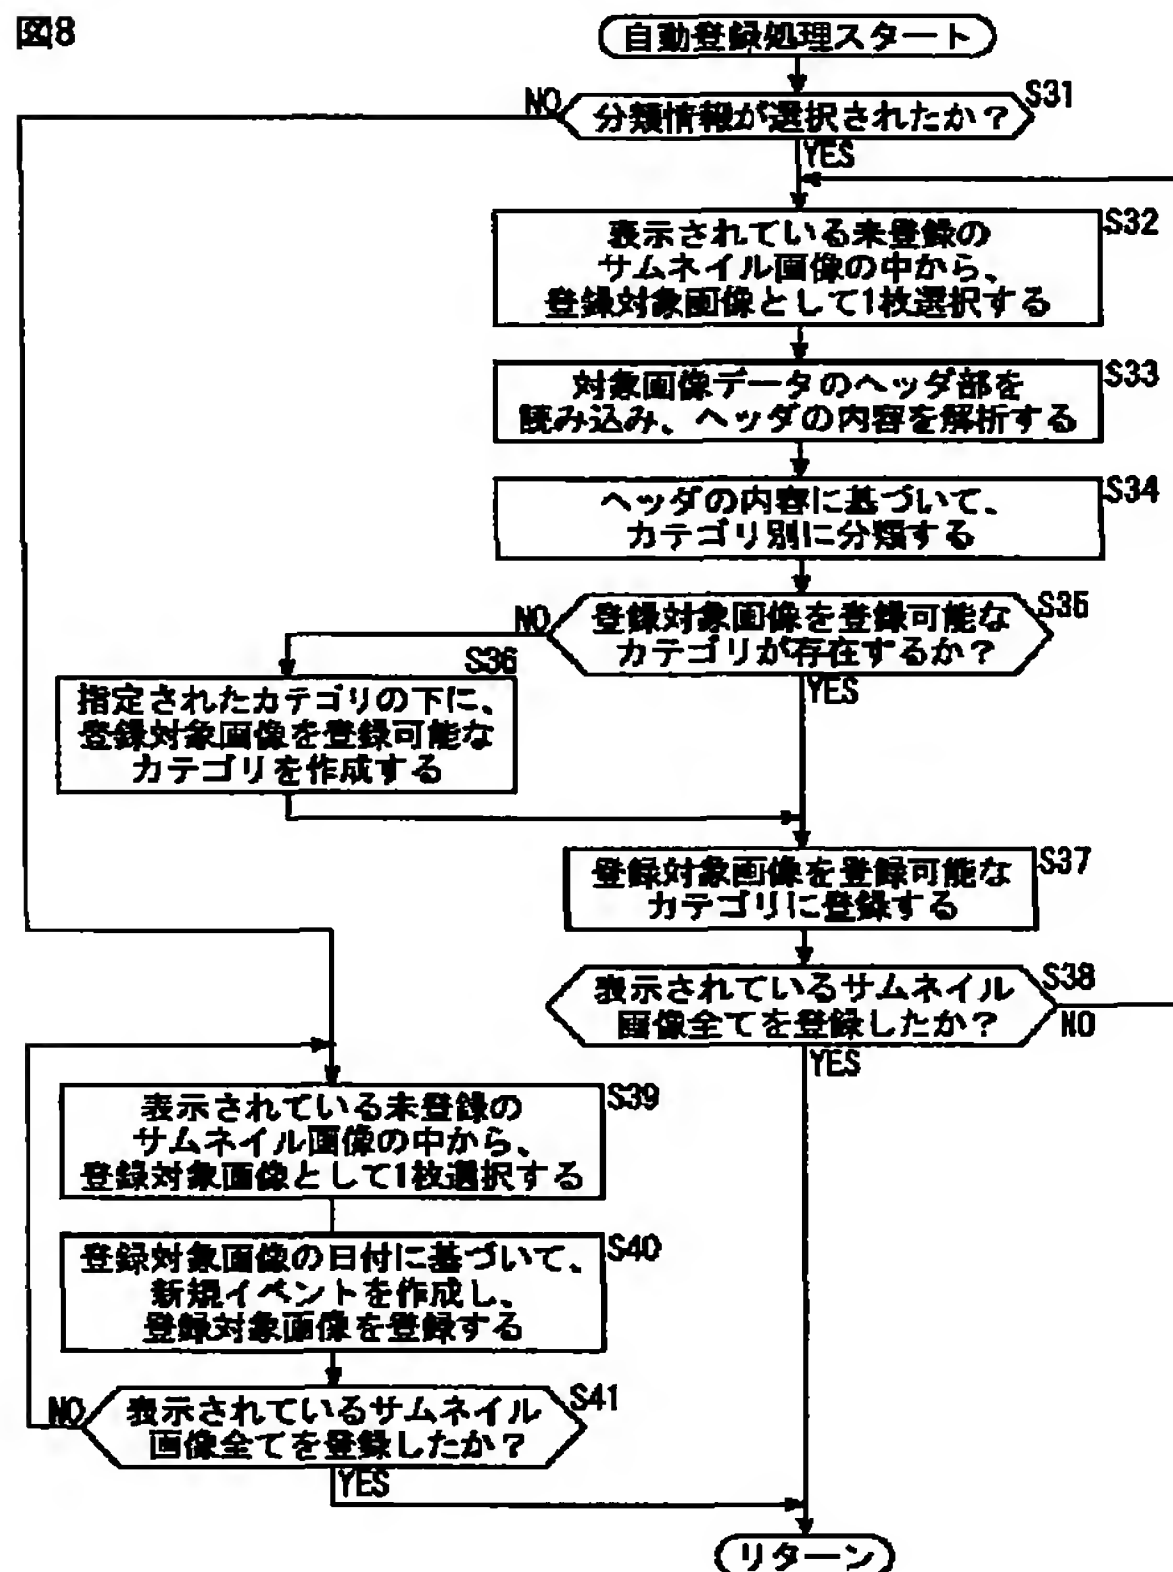 図8
自動登録処理スタート
S31
分類情報が選択されたか？
NO
YES
S32
表示されている未登録の
サムネイル画像の中から、
登録対象画像として1枚選択する
S33
対象画像データのヘッダ部を
読み込み、ヘッダの内容を解析する
S34
ヘッダの内容に基づいて、
カテゴリ別に分類する
S35
登録対象画像を登録可能な
カテゴリが存在するか？
NO
YES
S36
指定されたカテゴリの下に、
登録対象画像を登録可能な
カテゴリを作成する
S37
登録対象画像を登録可能な
カテゴリに登録する
S38
表示されているサムネイル
画像全てを登録したか？
NO
YES
S39
表示されている未登録の
サムネイル画像の中から、
登録対象画像として1枚選択する
S40
登録対象画像の日付に基づいて、
新規イベントを作成し、
登録対象画像を登録する
S41
表示されているサムネイル
画像全てを登録したか？
NO
YES
リターン